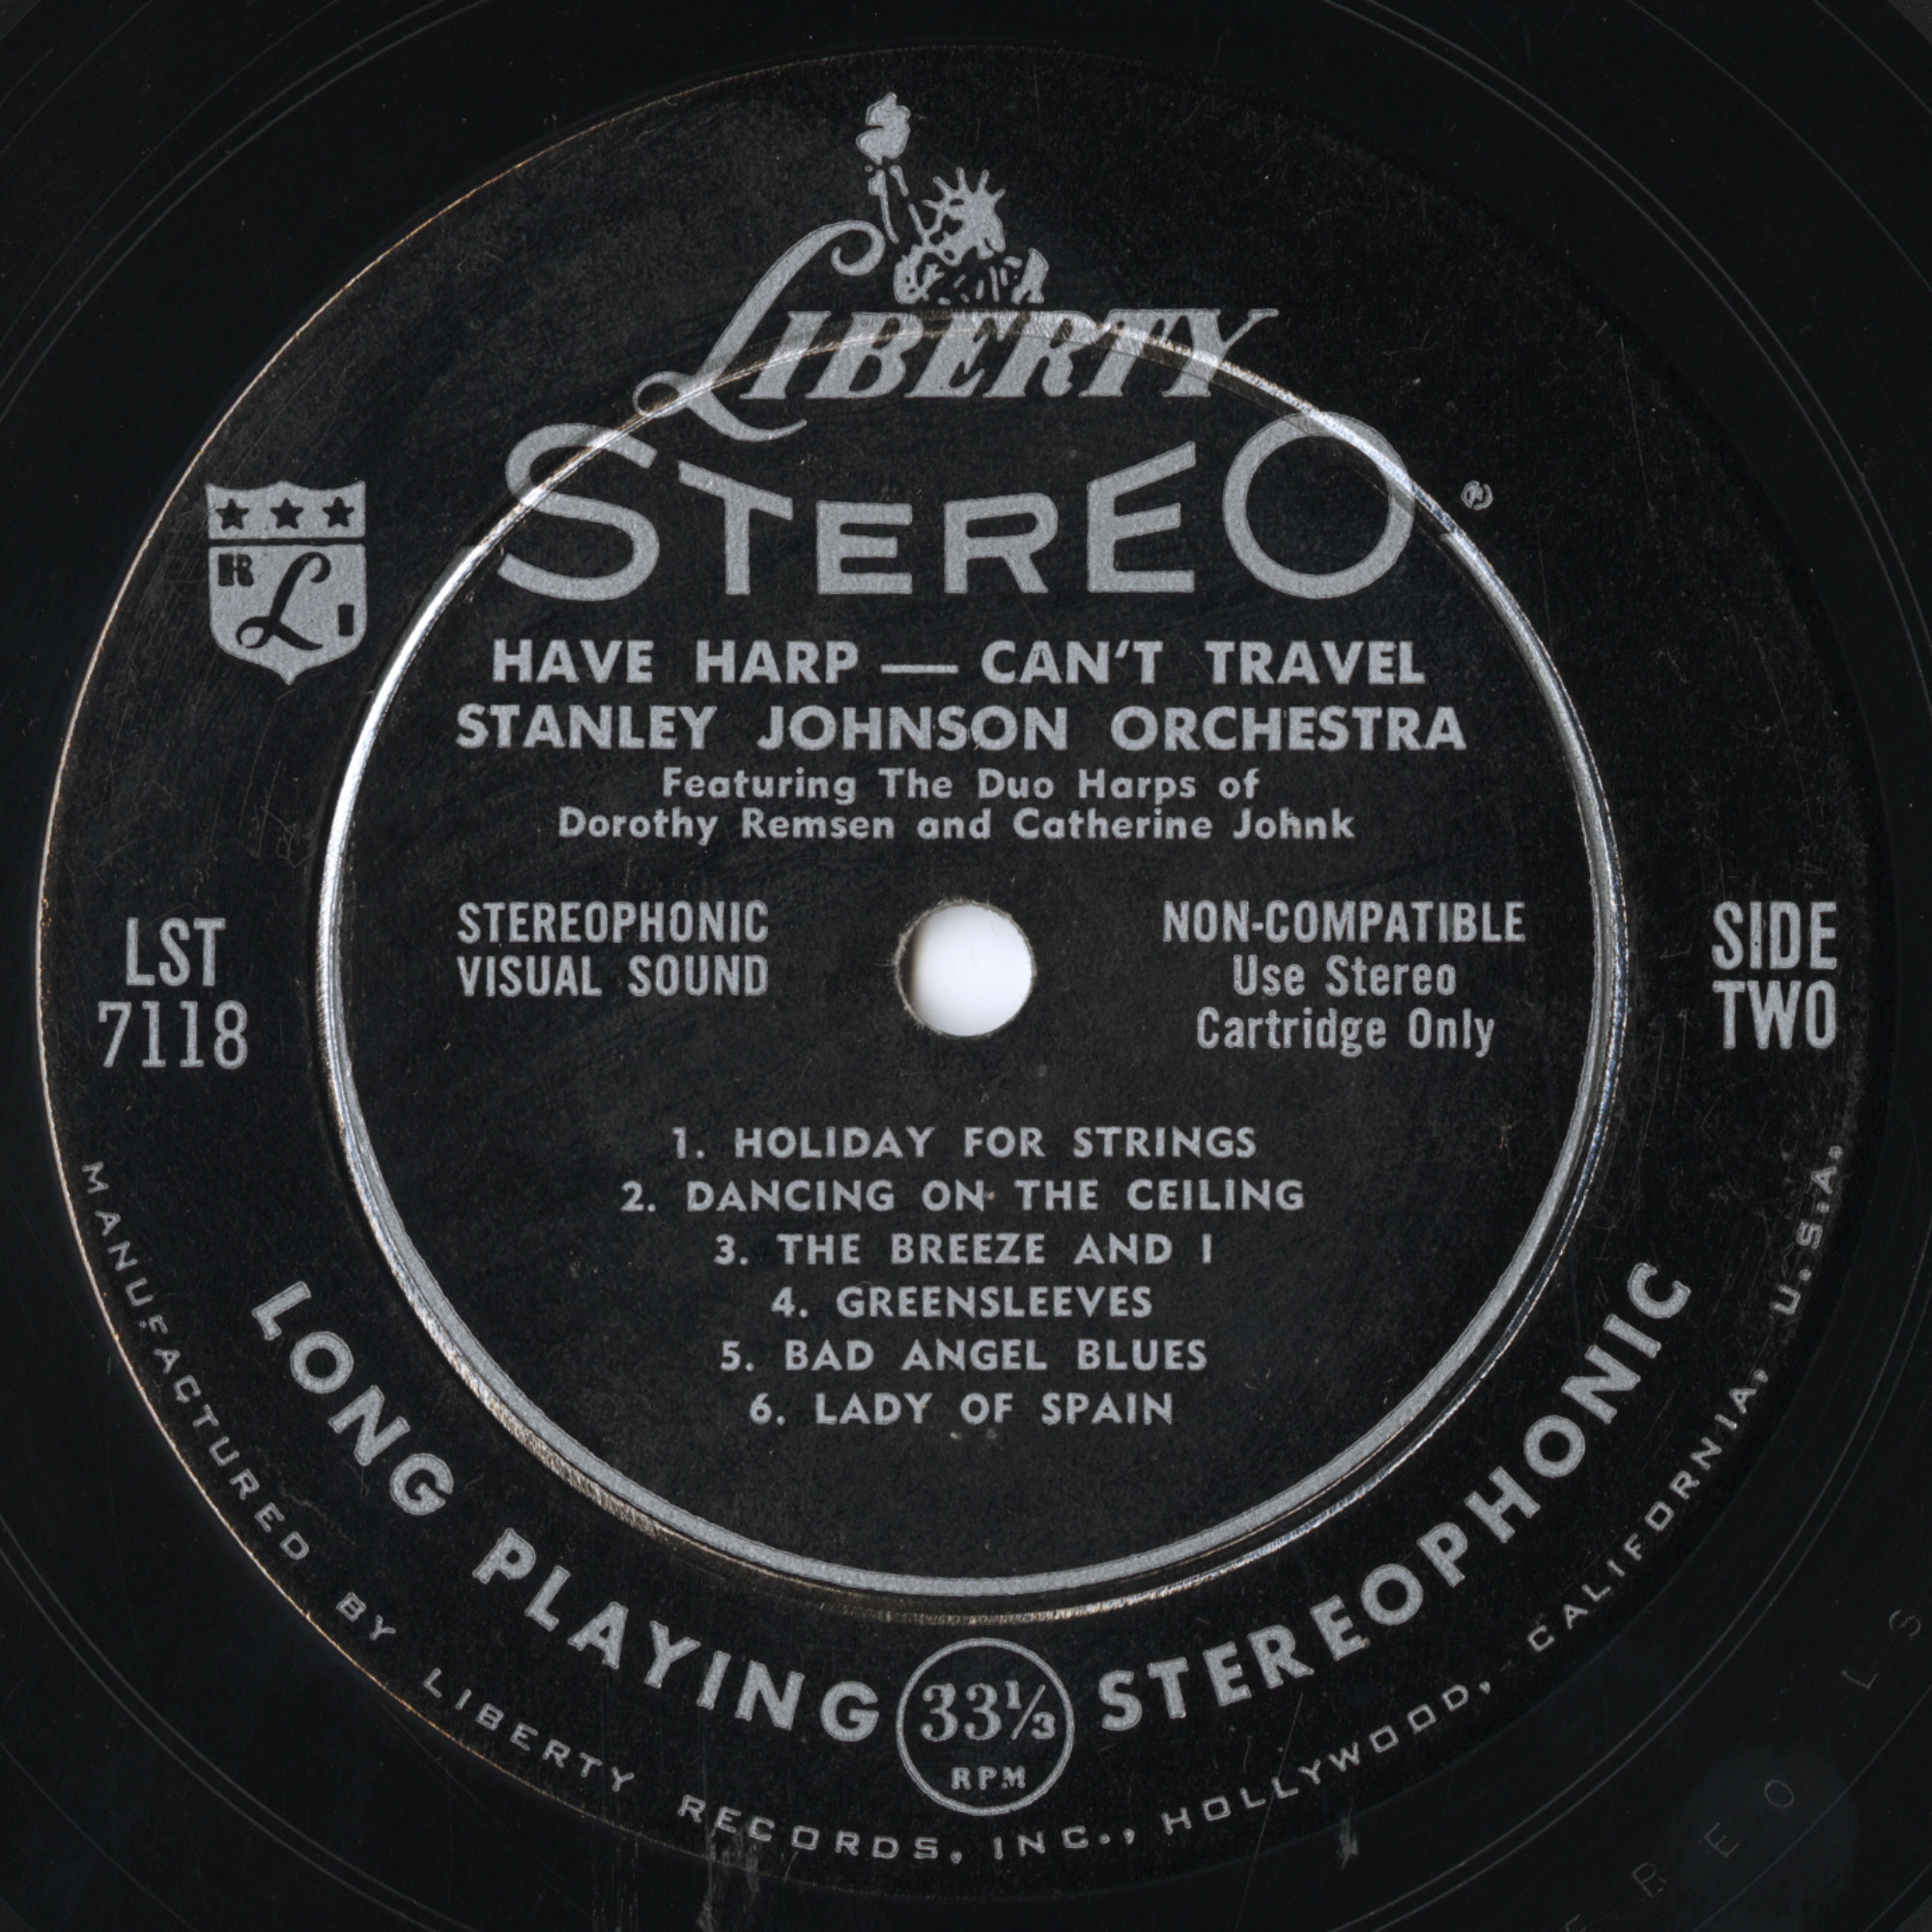 LIBERTY
STEREO ®
R L I
HAVE HARP — CAN'T TRAVEL
STANLEY JOHNSON ORCHESTRA
Featuring The Duo Harps of
Dorothy Remsen and Catherine Johnk
LST
7118
STEREOPHONIC
VISUAL SOUND
NON-COMPATIBLE
Use Stereo
Cartridge Only
SIDE
TWO
1. HOLIDAY FOR STRINGS
2. DANCING ON THE CEILING
3. THE BREEZE AND I
4. GREENSLEEVES
5. BAD ANGEL BLUES
6. LADY OF SPAIN
LONG PLAYING 33⅓ RPM STEREOPHONIC
MANUFACTURED BY LIBERTY RECORDS, INC., HOLLYWOOD, CALIFORNIA, U.S.A.